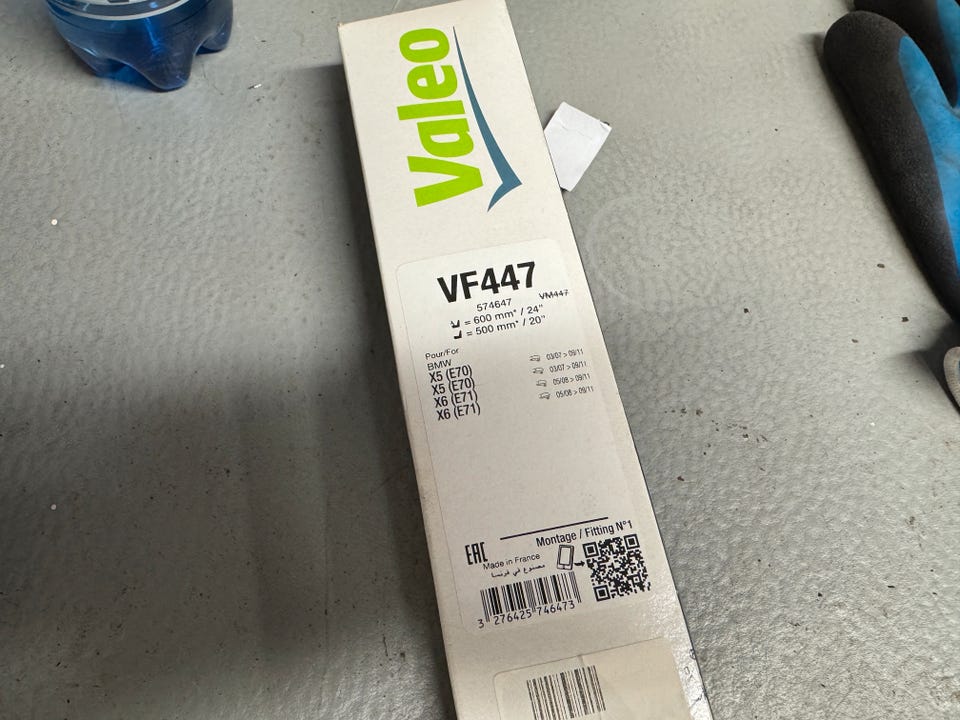 Valeo
VF447
574647 VM447
= 600 mm* / 24"
= 500 mm* / 20"
Pour/For
BMW
X5 (E70) 03/07 > 09/11
X5 (E70) 03/07 > 09/11
X6 (E71) 05/08 > 09/11
X6 (E71) 05/08 > 09/11
Montage / Fitting N°1
EAC
Made in France
مصنوع في فرنسا
3 276425 746473